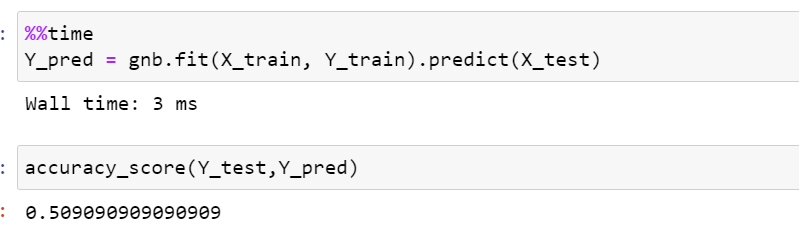 : %%time
Y_pred = gnb.fit(X_train, Y_train).predict(X_test)
Wall time: 3 ms
: accuracy_score(Y_test,Y_pred)
: 0.509090909090909